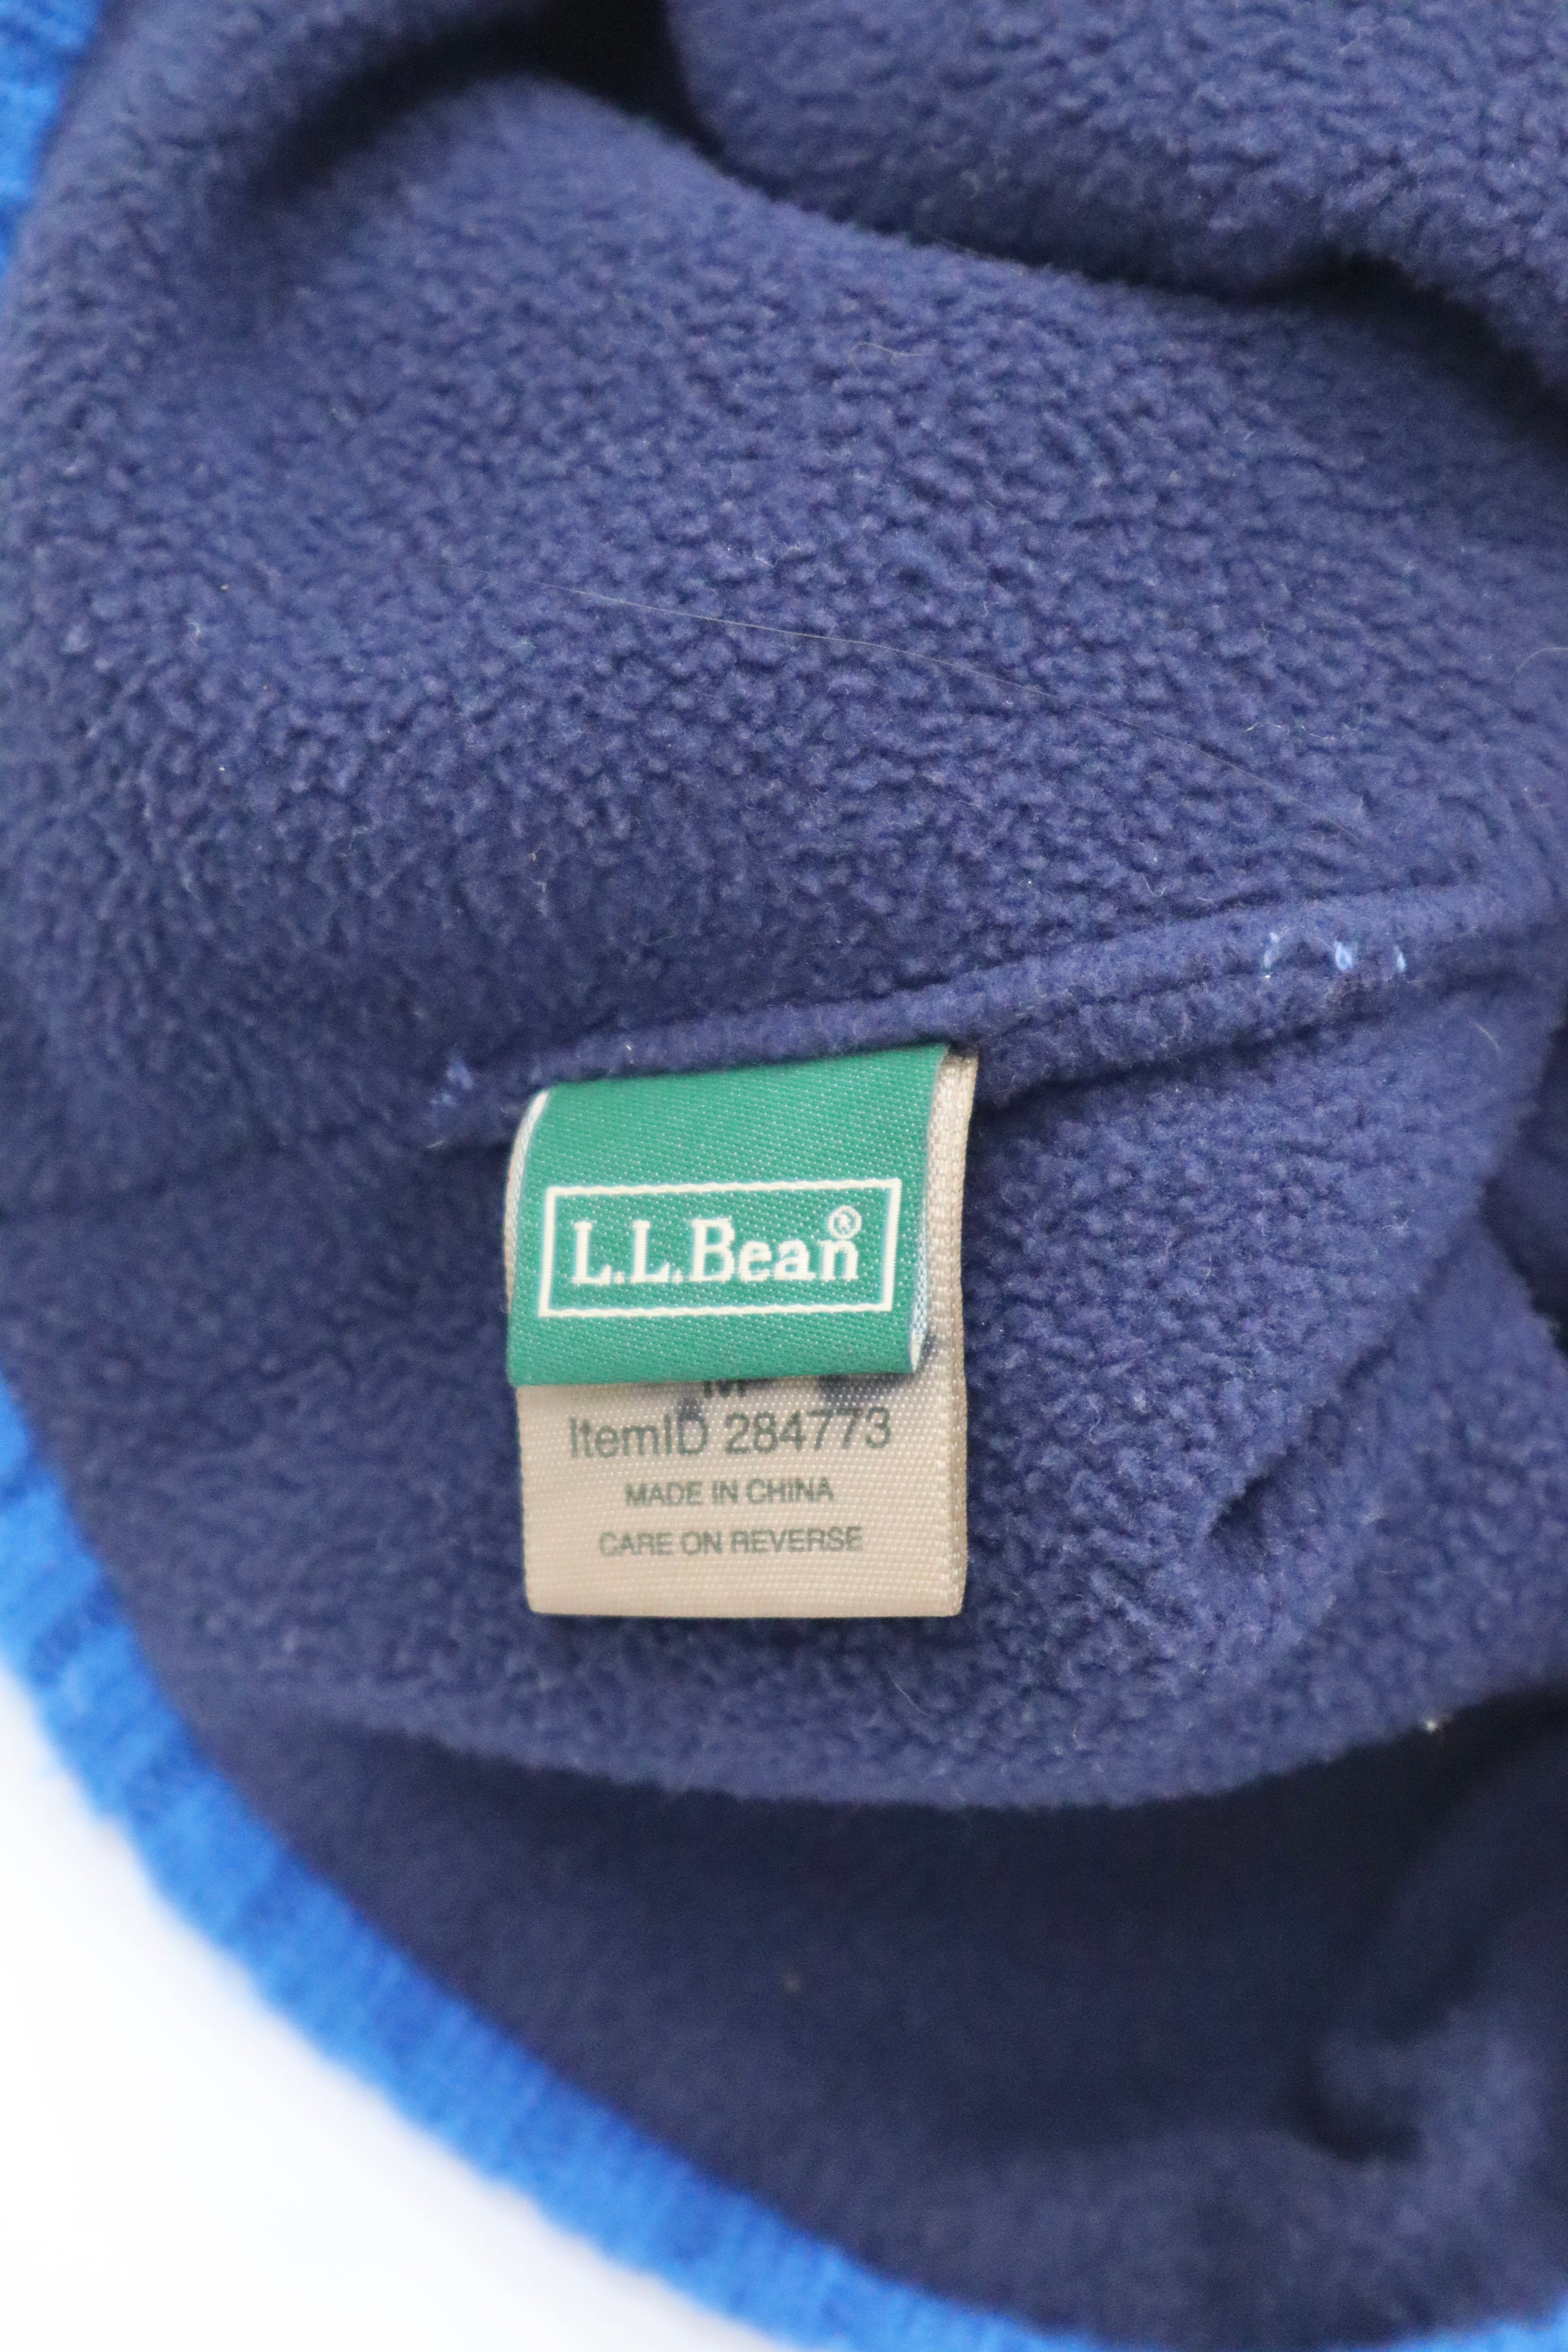 L.L.Bean®
M
ItemID 284773
MADE IN CHINA
CARE ON REVERSE